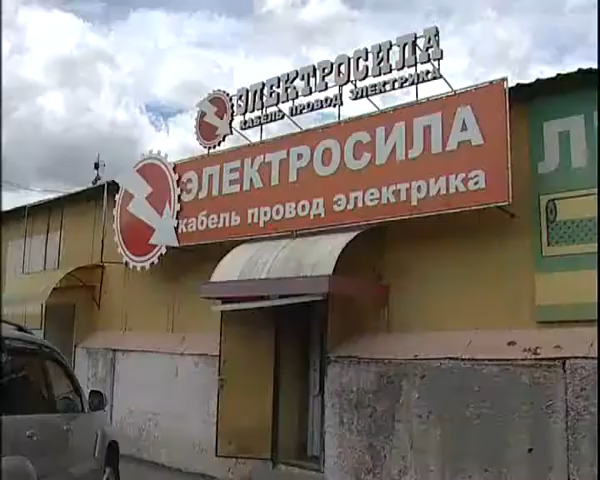 ЭЛЕКТРОСИЛА
КАБЕЛЬ ПРОВОД ЭЛЕКТРИКА
ЭЛЕКТРОСИЛА
кабель провод электрика